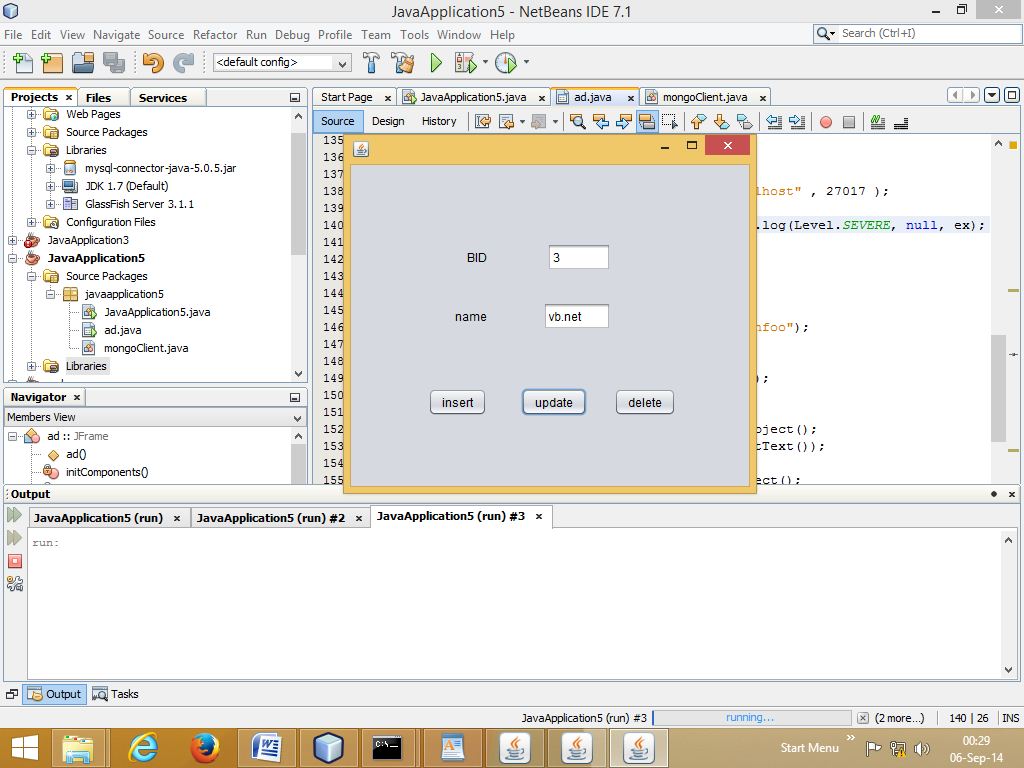 JavaApplication5 - NetBeans IDE 7.1
File Edit View Navigate Source Refactor Run Debug Profile Team Tools Window Help
Search (Ctrl+I)
<default config>
Projects Files Services
Web Pages
Source Packages
Libraries
mysql-connector-java-5.0.5.jar
JDK 1.7 (Default)
GlassFish Server 3.1.1
Configuration Files
JavaApplication3
JavaApplication5
Source Packages
javaapplication5
JavaApplication5.java
ad.java
mongoClient.java
Libraries
Navigator
Members View
ad :: JFrame
ad()
initComponents()
Start Page JavaApplication5.java ad.java mongoClient.java
Source Design History
135
136
137
138 lhost" , 27017 );
139
140 .log(Level.SEVERE, null, ex);
141
142
143
144
145
146 nfoo");
147
148
149 );
150
151
152 bject();
153 tText());
154
155 ect();
BID 3
name vb.net
insert update delete
Output
JavaApplication5 (run) JavaApplication5 (run) #2 JavaApplication5 (run) #3
run:
Output Tasks
JavaApplication5 (run) #3 running... (2 more...) 140 | 26 INS
C:\_
Start Menu
00:29
06-Sep-14